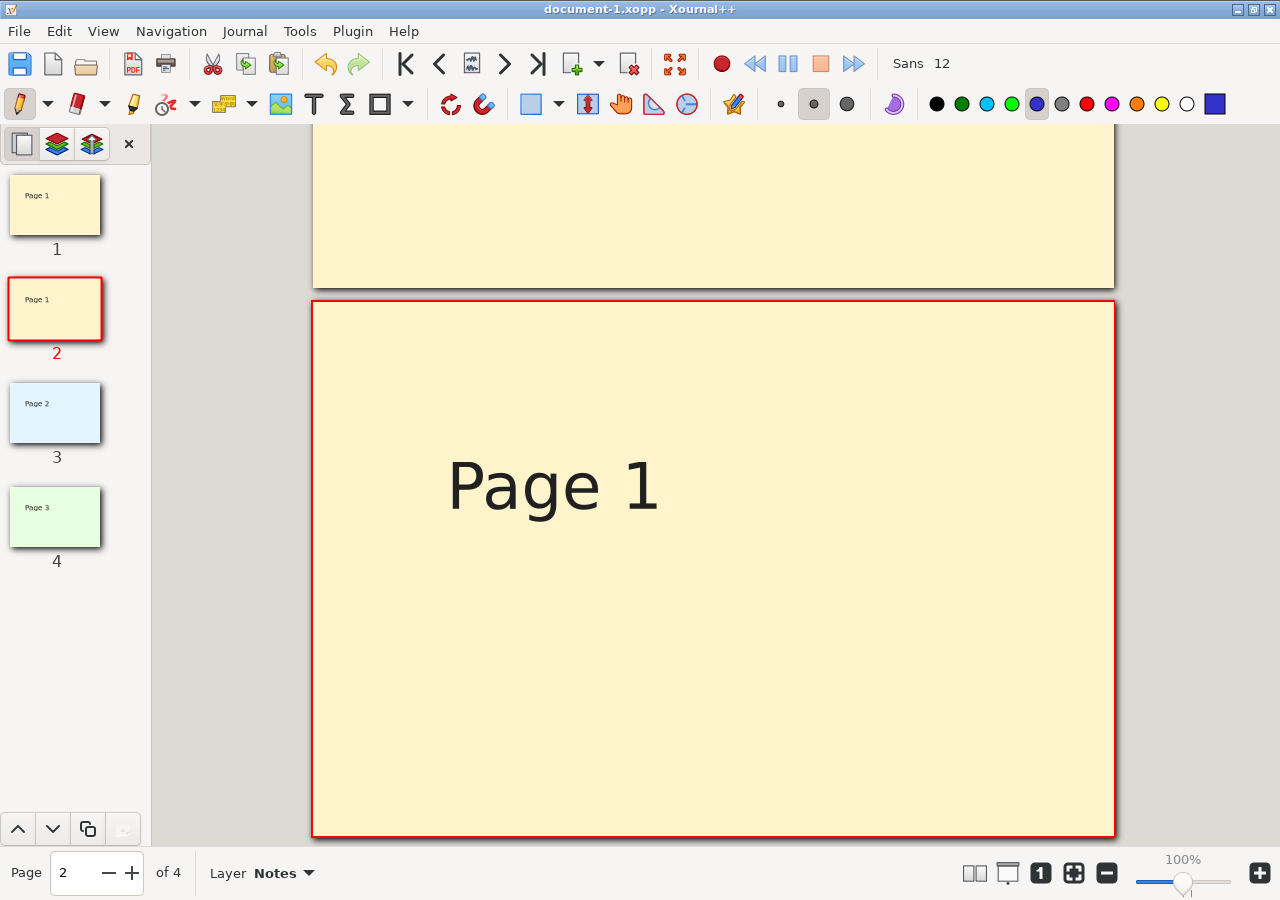 document-1.xopp - Xournal++
File Edit View Navigation Journal Tools Plugin Help
Sans 12
Page 1
1
Page 1
2
Page 2
3
Page 3
4
Page 1
Page 2 of 4 Layer Notes
1
100%